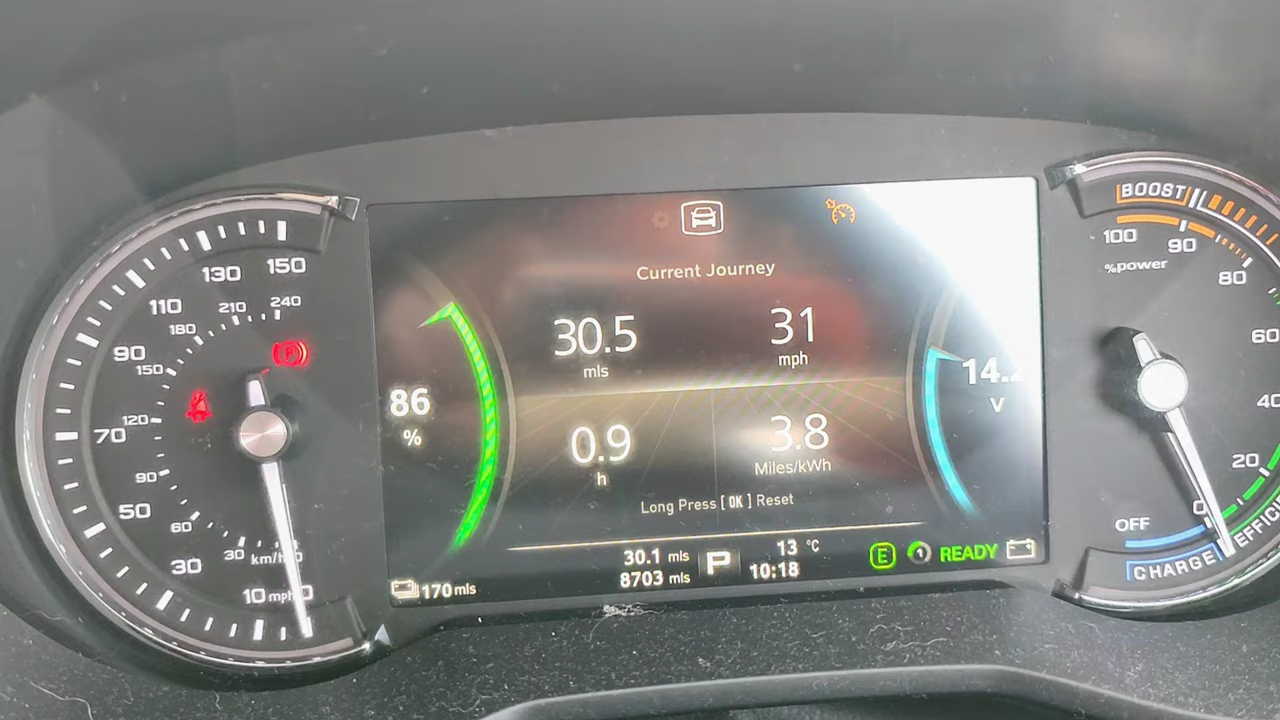 150
130
110
90
70
50
30
10 mph
240
210
180
150
120
90
60
30 km/h
P
86
%
170 mls
Current Journey
30.5
mls
31
mph
0.9
h
3.8
Miles/kWh
Long Press [ OK ] Reset
30.1 mls
8703 mls
P
13 °C
10:18
E
1
READY
V
BOOST
100
90
80
60
40
20
0
%power
OFF
CHARGE